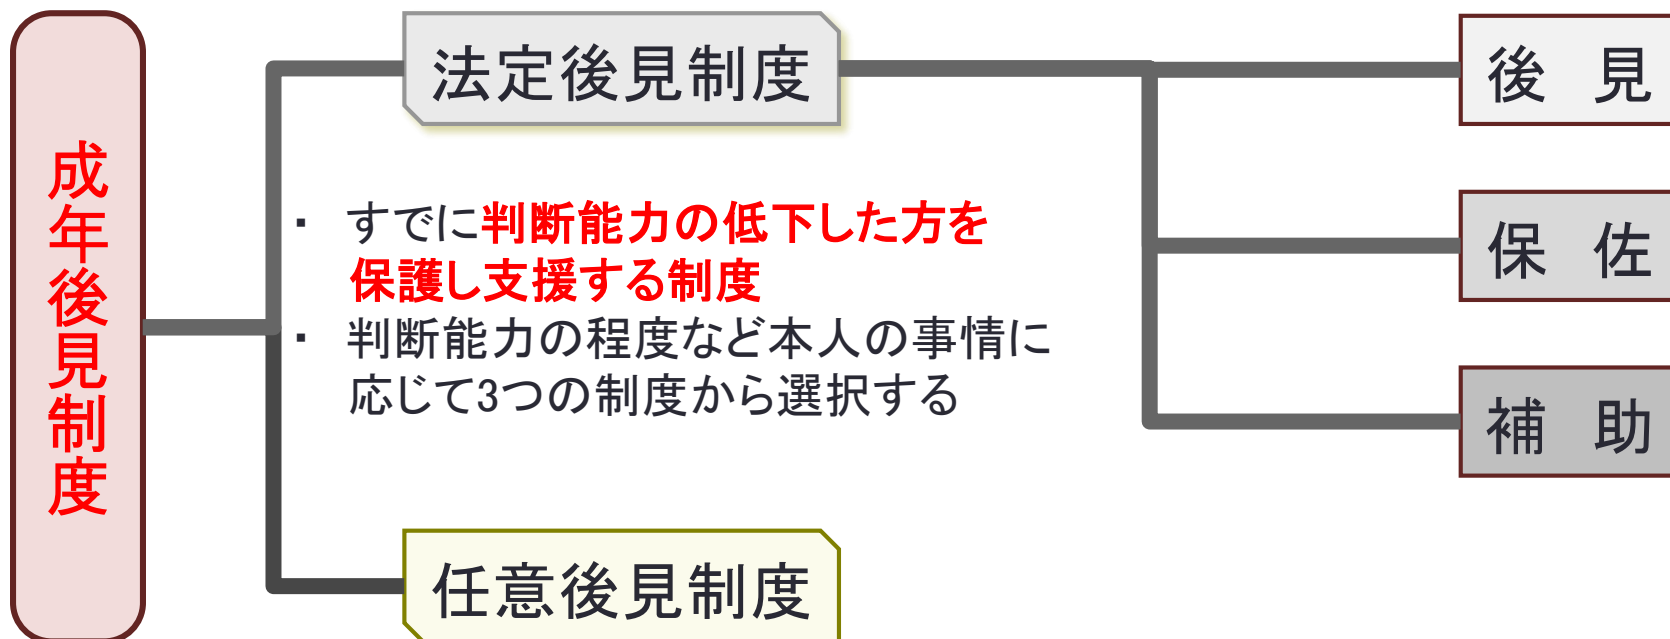 成年後見制度
法定後見制度
・ すでに判断能力の低下した方を
保護し支援する制度
・ 判断能力の程度など本人の事情に
応じて3つの制度から選択する
任意後見制度
後 見
保 佐
補 助